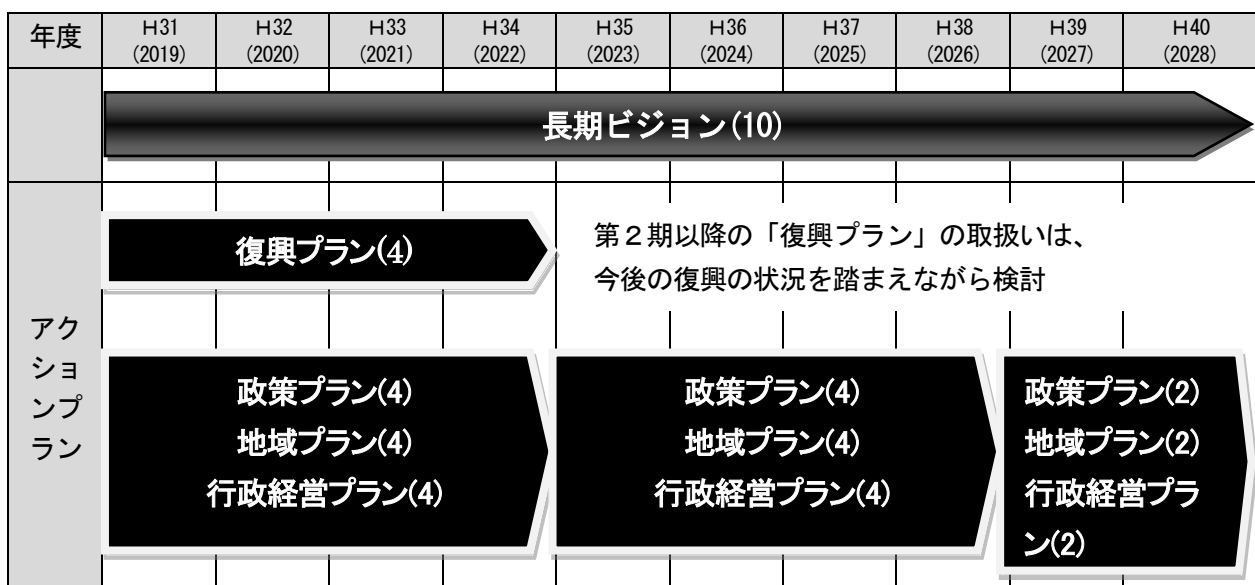 年度
H31
(2019)
H32
(2020)
H33
(2021)
H34
(2022)
H35
(2023)
H36
(2024)
H37
(2025)
H38
(2026)
H39
(2027)
H40
(2028)
長期ビジョン(10)
アク
ショ
ンプ
ラン
復興プラン(4)
第２期以降の「復興プラン」の取扱いは、
今後の復興の状況を踏まえながら検討
政策プラン(4)
地域プラン(4)
行政経営プラン(4)
政策プラン(4)
地域プラン(4)
行政経営プラン(4)
政策プラン(2)
地域プラン(2)
行政経営プラ
ン(2)